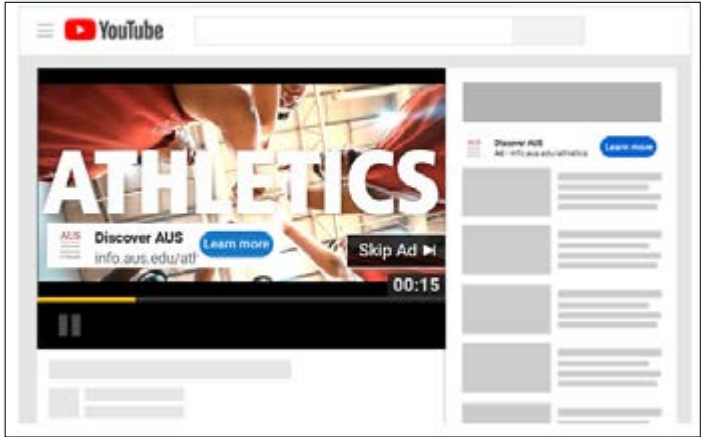 YouTube
ATHLETICS
AUS
Discover AUS
info.aus.edu/ath
Learn more
Skip Ad
00:15
AUS
Discover AUS
Ad · info.aus.edu/athletics
Learn more